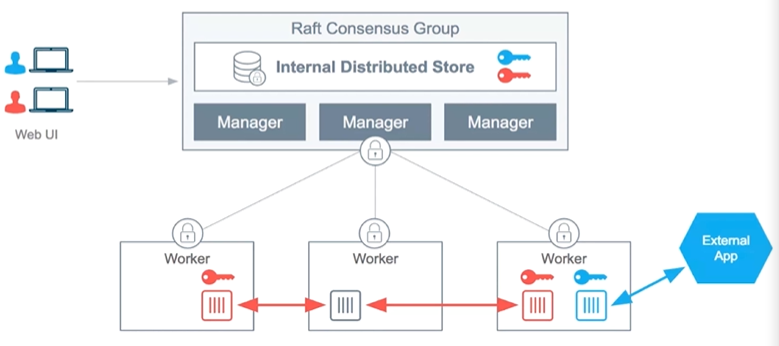 Raft Consensus Group
Internal Distributed Store
Manager
Manager
Manager
Web UI
Worker
Worker
Worker
External
App